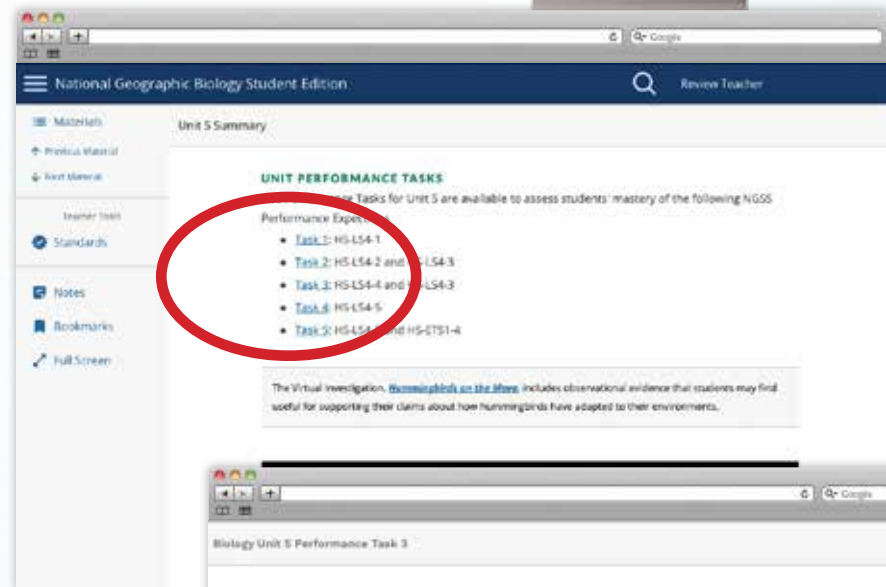 Google
National Geographic Biology Student Edition
Review Teacher
Materials
Previous Material
Next Material
Teacher Tools
Standards
Notes
Bookmarks
Full Screen
Unit 5 Summary
UNIT PERFORMANCE TASKS
Tasks for Unit 5 are available to assess students' mastery of the following NGSS
Performance
Task 1: HS-LS4-1
Task 2: HS-LS4-2 and HS-LS4-3
Task 3: HS-LS4-4 and HS-LS4-3
Task 4: HS-LS4-5
Task 5: HS-LS4- and HS-ETS1-4
The Virtual Investigation, Hummingbirds on the Move, includes observational evidence that students may find
useful for supporting their claims about how hummingbirds have adapted to their environments.
Google
Biology Unit 5 Performance Task 3